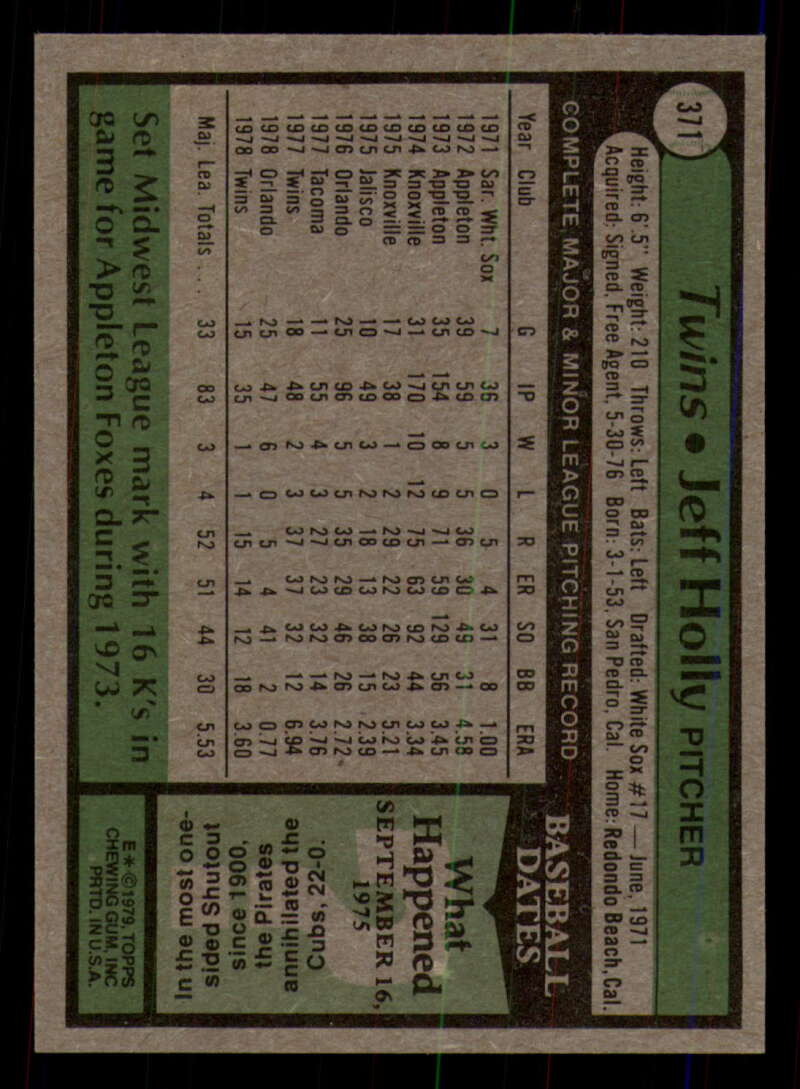 371
Twins • Jeff Holly PITCHER
Height: 6' 5" Weight: 210 Throws: Left Bats: Left Drafted: White Sox #17 — June, 1971
Acquired: Signed, Free Agent, 5-30-76 Born: 3-1-53, San Pedro, Cal. Home: Redondo Beach, Cal.
COMPLETE MAJOR & MINOR LEAGUE PITCHING RECORD
Year Club G IP W L R ER SO BB ERA
1971 Sar. Wht. Sox 7 36 3 0 5 4 31 8 1.00
1972 Appleton 39 59 5 5 36 30 49 31 4.58
1973 Appleton 35 154 8 9 71 59 129 56 3.45
1974 Knoxville 31 170 10 12 75 63 92 44 3.34
1975 Knoxville 17 38 1 2 29 22 26 23 5.21
1975 Jalisco 10 49 3 2 18 13 38 15 2.39
1976 Orlando 25 96 5 5 35 29 46 26 2.72
1977 Tacoma 11 55 4 3 27 23 32 14 3.76
1977 Twins 18 48 2 3 37 37 32 12 6.94
1978 Orlando 25 47 6 0 5 4 41 2 0.77
1978 Twins 15 35 1 1 15 14 12 18 3.60
Maj. Lea. Totals . . . 33 83 3 4 52 51 44 30 5.53
Set Midwest League mark with 16 K's in
game for Appleton Foxes during 1973.
BASEBALL
DATES
What
Happened
SEPTEMBER 16,
1975
In the most one-
sided Shutout
since 1900,
the Pirates
annihilated the
Cubs, 22-0.
E * © 1979, TOPPS
CHEWING GUM, INC
PRTD. IN U.S.A.